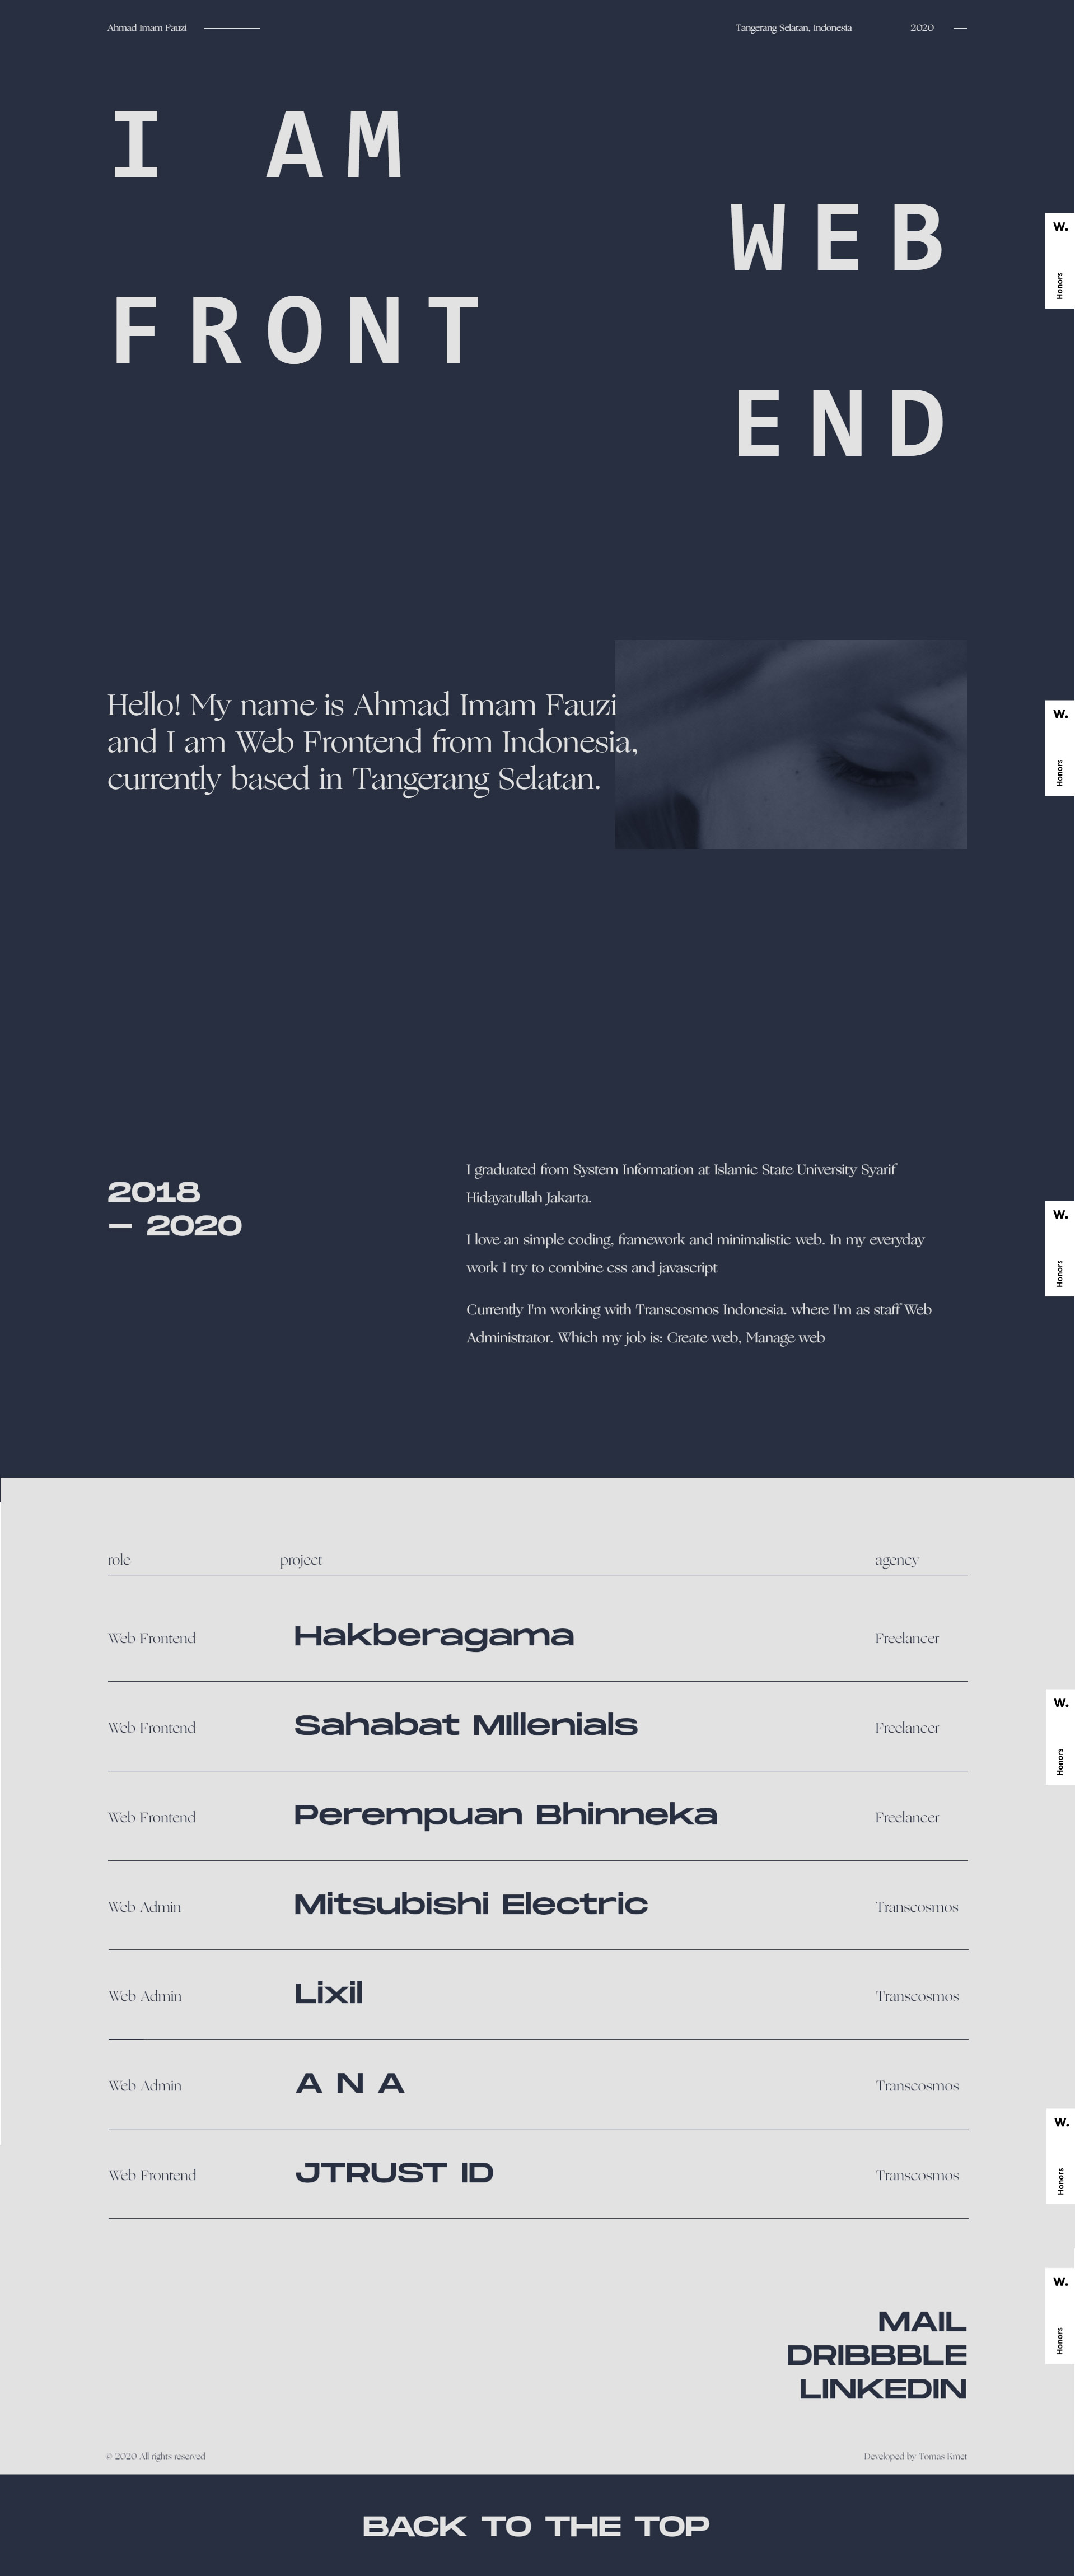 Ahmad Imam Fauzi
Tangerang Selatan, Indonesia
2020
I AM
WEB
FRONT
END
W.
Honors
Hello! My name is Ahmad Imam Fauzi
and I am Web Frontend from Indonesia,
currently based in Tangerang Selatan.
W.
Honors
2018
— 2020
I graduated from System Information at Islamic State University Syarif
Hidayatullah Jakarta.
I love an simple coding, framework and minimalistic web. In my everyday
work I try to combine css and javascript
Currently I'm working with Transcosmos Indonesia. where I'm as staff Web
Administrator. Which my job is: Create web, Manage web
W.
Honors
role project agency
Web Frontend Hakberagama Freelancer
Web Frontend Sahabat MIllenials Freelancer
W.
Honors
Web Frontend Perempuan Bhinneka Freelancer
Web Admin Mitsubishi Electric Transcosmos
Web Admin Lixil Transcosmos
Web Admin A N A Transcosmos
Web Frontend JTRUST ID Transcosmos
W.
Honors
MAIL
DRIBBBLE
LINKEDIN
W.
Honors
© 2020 All rights reserved
Developed by Tomas Kmet
BACK TO THE TOP